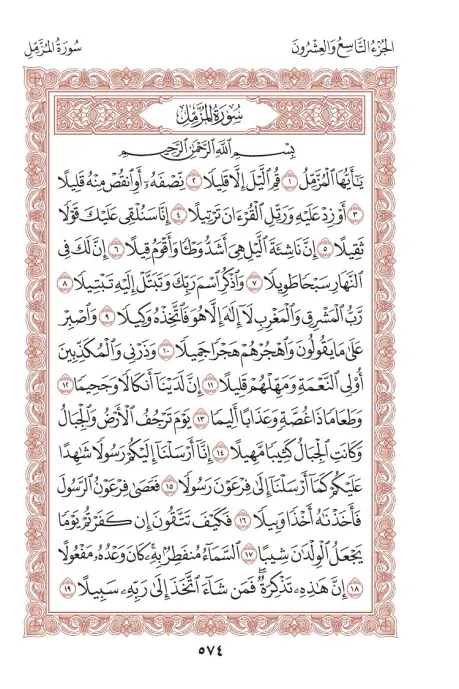 الجُزْءُ التَّاسِعُ وَالعِشْرُونَ
سُورَةُ المُزَّمِّلِ
سُورَةُ المُزَّمِّلِ
بِسْمِ اللَّهِ الرَّحْمَٰنِ الرَّحِيمِ
يَٰٓأَيُّهَا ٱلْمُزَّمِّلُ ١ قُمِ ٱلَّيْلَ إِلَّا قَلِيلًا ٢ نِّصْفَهُۥٓ أَوِ ٱنقُصْ مِنْهُ قَلِيلًا
٣ أَوْ زِدْ عَلَيْهِ وَرَتِّلِ ٱلْقُرْءَانَ تَرْتِيلًا ٤ إِنَّا سَنُلْقِى عَلَيْكَ قَوْلًا
ثَقِيلًا ٥ إِنَّ نَاشِئَةَ ٱلَّيْلِ هِىَ أَشَدُّ وَطْـًٔا وَأَقْوَمُ قِيلًا ٦ إِنَّ لَكَ فِى
ٱلنَّهَارِ سَبْحًا طَوِيلًا ٧ وَٱذْكُرِ ٱسْمَ رَبِّكَ وَتَبَتَّلْ إِلَيْهِ تَبْتِيلًا ٨
رَّبُّ ٱلْمَشْرِقِ وَٱلْمَغْرِبِ لَآ إِلَٰهَ إِلَّا هُوَ فَٱتَّخِذْهُ وَكِيلًا ٩ وَٱصْبِرْ
عَلَىٰ مَا يَقُولُونَ وَٱهْجُرْهُمْ هَجْرًا جَمِيلًا ١٠ وَذَرْنِى وَٱلْمُكَذِّبِينَ
أُو۟لِى ٱلنَّعْمَةِ وَمَهِّلْهُمْ قَلِيلًا ١١ إِنَّ لَدَيْنَآ أَنكَالًا وَجَحِيمًا ١٢
وَطَعَامًا ذَا غُصَّةٍ وَعَذَابًا أَلِيمًا ١٣ يَوْمَ تَرْجُفُ ٱلْأَرْضُ وَٱلْجِبَالُ
وَكَانَتِ ٱلْجِبَالُ كَثِيبًا مَّهِيلًا ١٤ إِنَّآ أَرْسَلْنَآ إِلَيْكُمْ رَسُولًا شَٰهِدًا
عَلَيْكُمْ كَمَآ أَرْسَلْنَآ إِلَىٰ فِرْعَوْنَ رَسُولًا ١٥ فَعَصَىٰ فِرْعَوْنُ ٱلرَّسُولَ
فَأَخَذْنَٰهُ أَخْذًا وَبِيلًا ١٦ فَكَيْفَ تَتَّقُونَ إِن كَفَرْتُمْ يَوْمًا
يَجْعَلُ ٱلْوِلْدَٰنَ شِيبًا ١٧ ٱلسَّمَآءُ مُنفَطِرٌۢ بِهِۦ كَانَ وَعْدُهُۥ مَفْعُولًا
١٨ إِنَّ هَٰذِهِۦ تَذْكِرَةٌ فَمَن شَآءَ ٱتَّخَذَ إِلَىٰ رَبِّهِۦ سَبِيلًا ١٩
٥٧٤